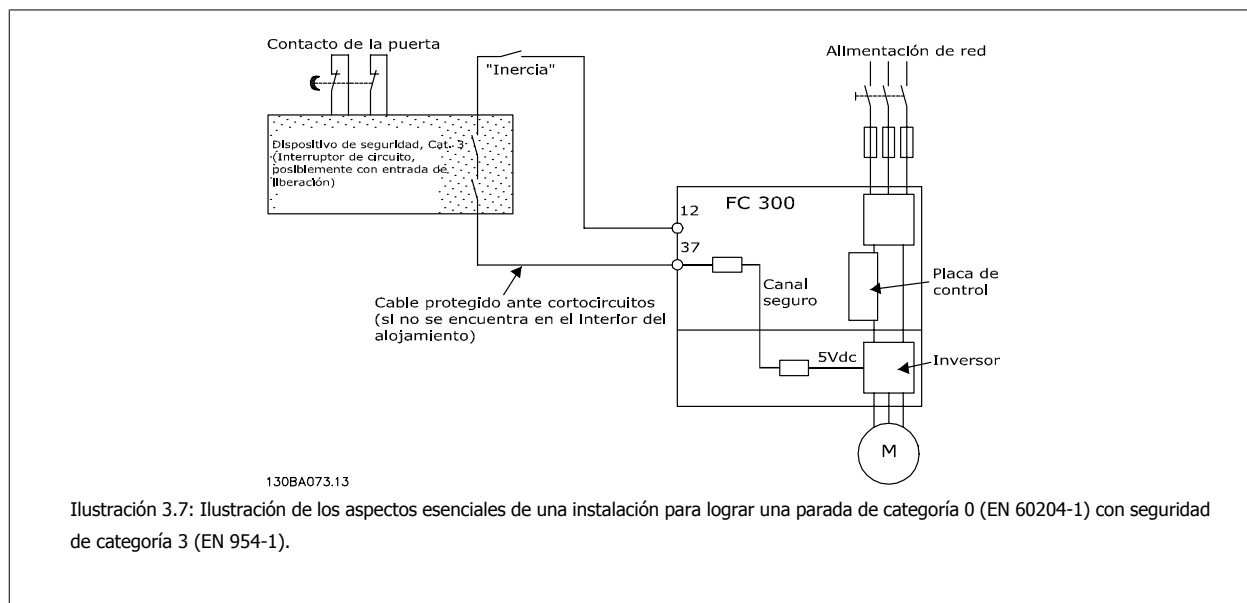 Contacto de la puerta
"Inercia"
Alimentación de red
Dispositivo de seguridad, Cat. 3
(Interruptor de circuito,
posiblemente con entrada de
liberación)
FC 300
12
37
Canal
seguro
Placa de
control
Cable protegido ante cortocircuitos
(si no se encuentra en el Interior del
alojamiento)
5Vdc
Inversor
M
130BA073.13
Ilustración 3.7: Ilustración de los aspectos esenciales de una instalación para lograr una parada de categoría 0 (EN 60204-1) con seguridad
de categoría 3 (EN 954-1).